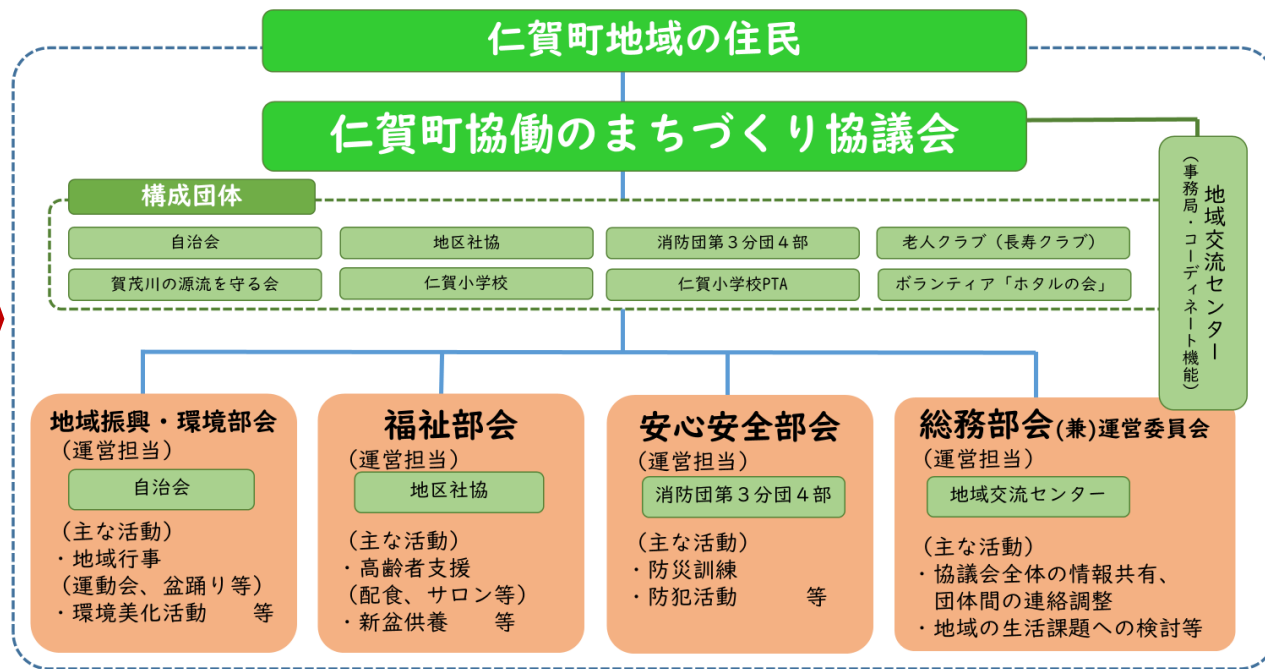 仁賀町地域の住民
仁賀町協働のまちづくり協議会
地域交流センター
（事務局・コーディネート機能）
構成団体
自治会
地区社協
消防団第３分団４部
老人クラブ（長寿クラブ）
賀茂川の源流を守る会
仁賀小学校
仁賀小学校PTA
ボランティア「ホタルの会」
地域振興・環境部会
(運営担当)
自治会
(主な活動)
・地域行事
(運動会、盆踊り等)
・環境美化活動　等
福祉部会
(運営担当)
地区社協
(主な活動)
・高齢者支援
(配食、サロン等)
・新盆供養　等
安心安全部会
(運営担当)
消防団第３分団４部
(主な活動)
・防災訓練
・防犯活動　等
総務部会(兼)運営委員会
(運営担当)
地域交流センター
(主な活動)
・協議会全体の情報共有、
団体間の連絡調整
・地域の生活課題への検討等